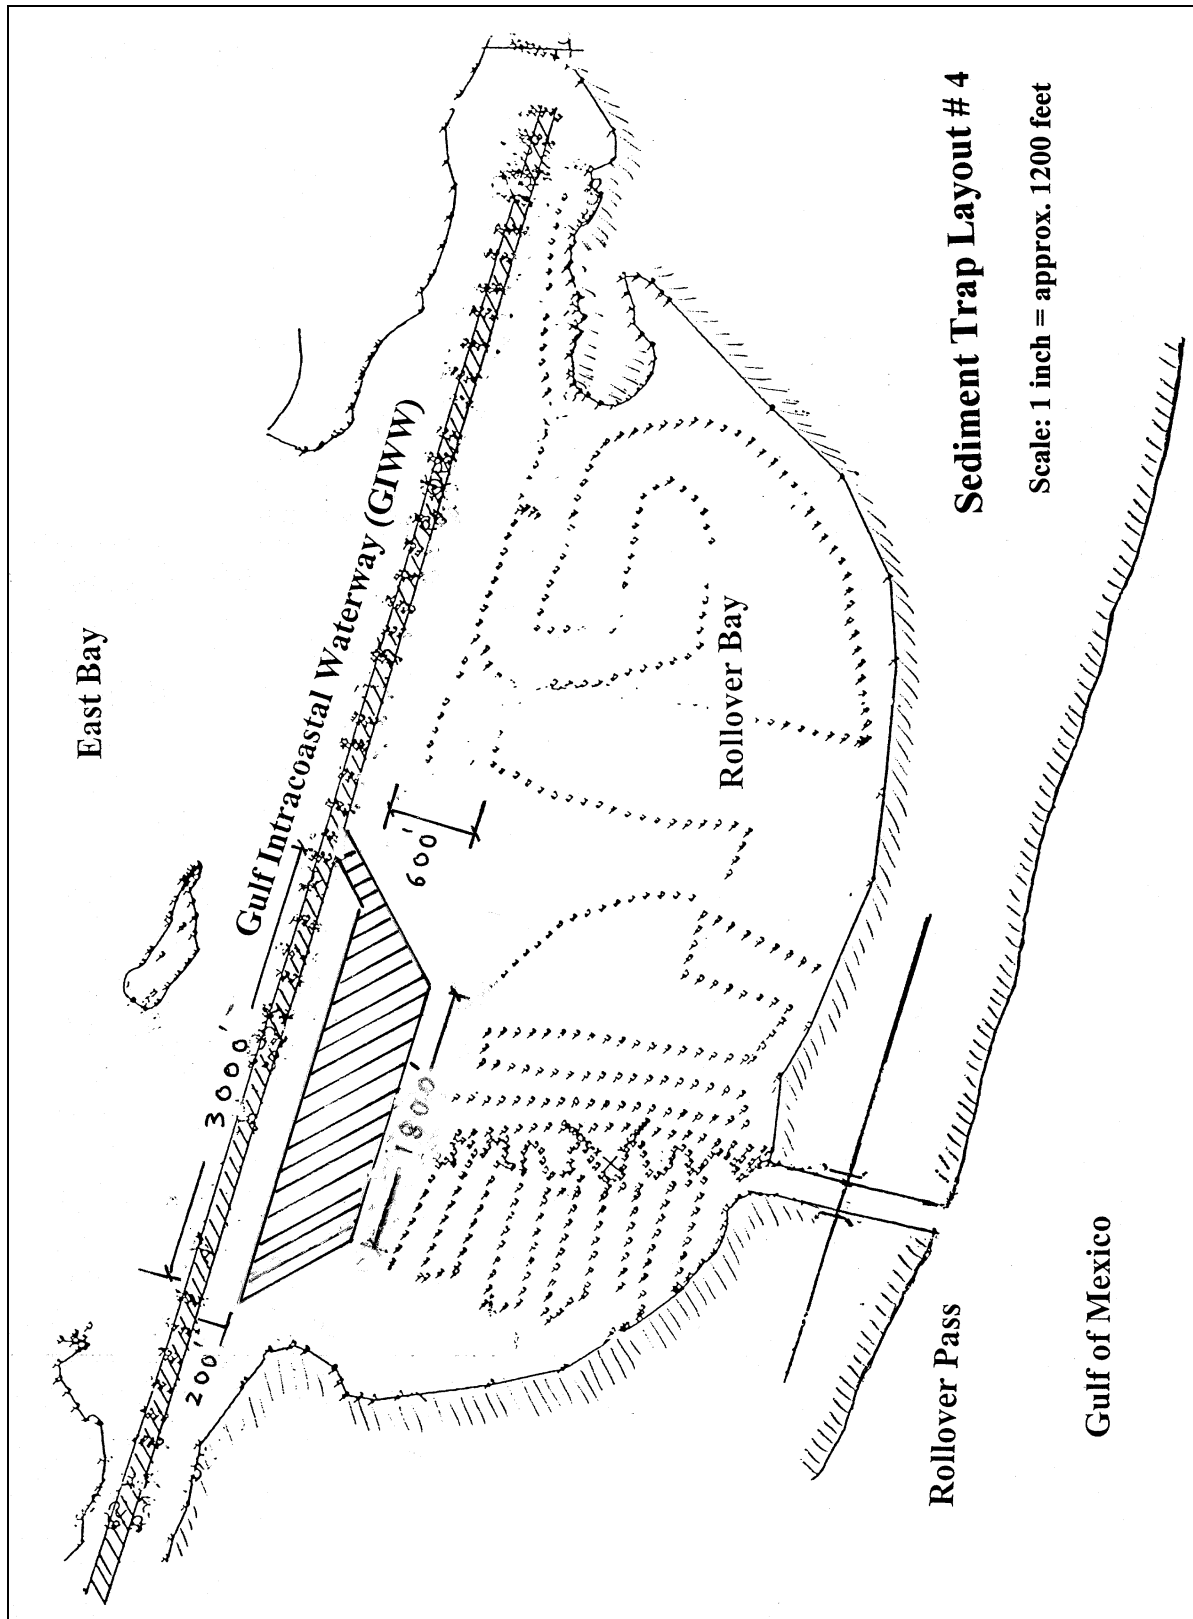 East Bay
Gulf Intracoastal Waterway (GIWW)
3000'
200'
1800'
600'
Rollover Bay
Rollover Pass
Gulf of Mexico
Sediment Trap Layout # 4
Scale: 1 inch = approx. 1200 feet